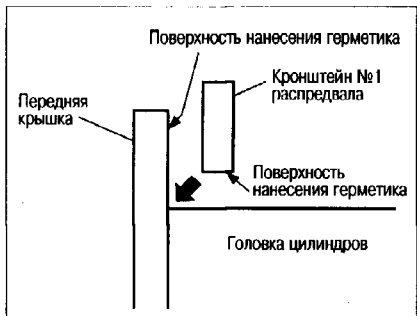 Поверхность нанесения герметика
Кронштейн №1
распредвала
Передняя
крышка
Поверхность
нанесения герметика
Головка цилиндров